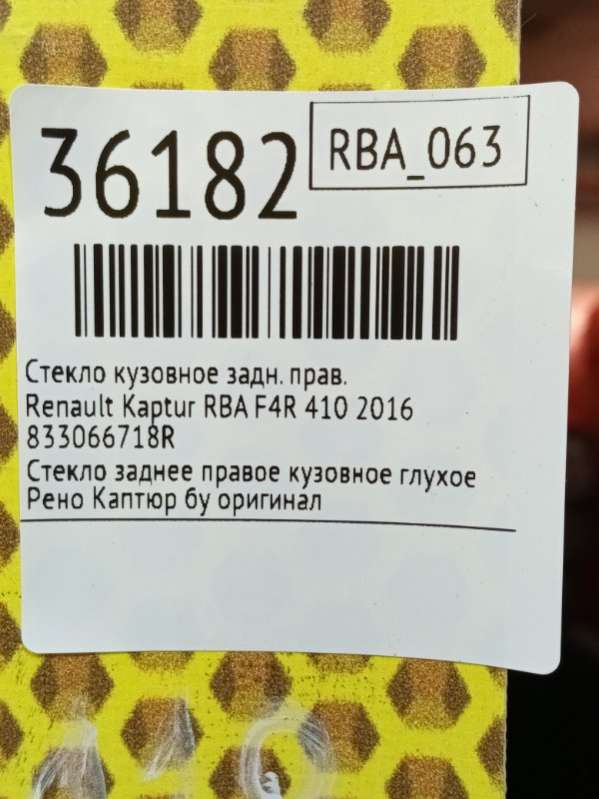 36182
RBA_063
Стекло кузовное задн. прав.
Renault Kaptur RBA F4R 410 2016
833066718R
Стекло заднее правое кузовное глухое
Рено Каптюр бу оригинал